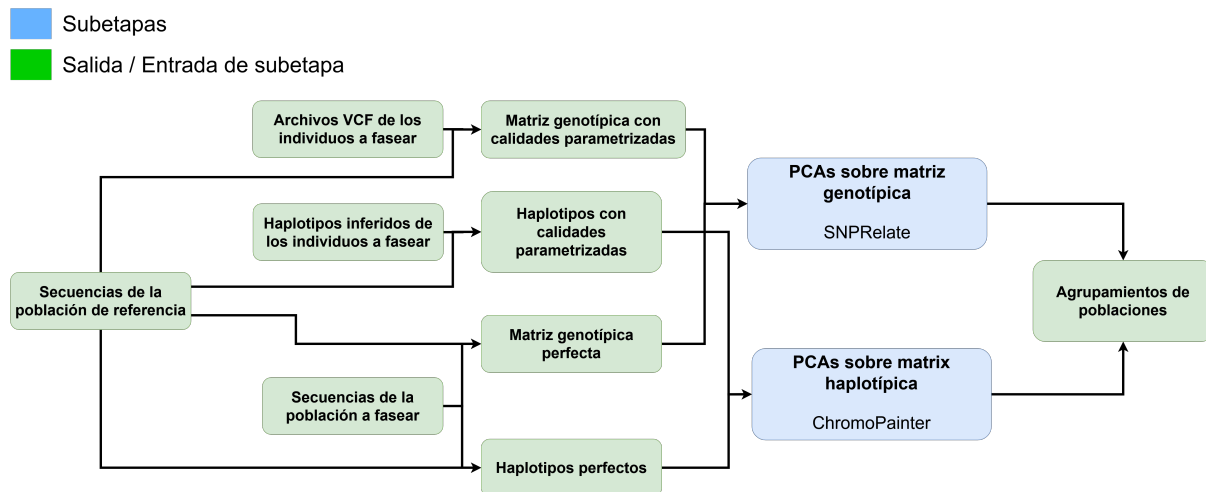 Subetapas
Salida / Entrada de subetapa
Archivos VCF de los
individuos a fasear
Matriz genotípica con
calidades parametrizadas
PCAs sobre matriz
genotípica
SNPRelate
Haplotipos inferidos de
los individuos a fasear
Haplotipos con
calidades
parametrizadas
Secuencias de la
población de referencia
Agrupamientos de
poblaciones
Matriz genotípica
perfecta
PCAs sobre matrix
haplotípica
ChromoPainter
Secuencias de la
población a fasear
Haplotipos perfectos